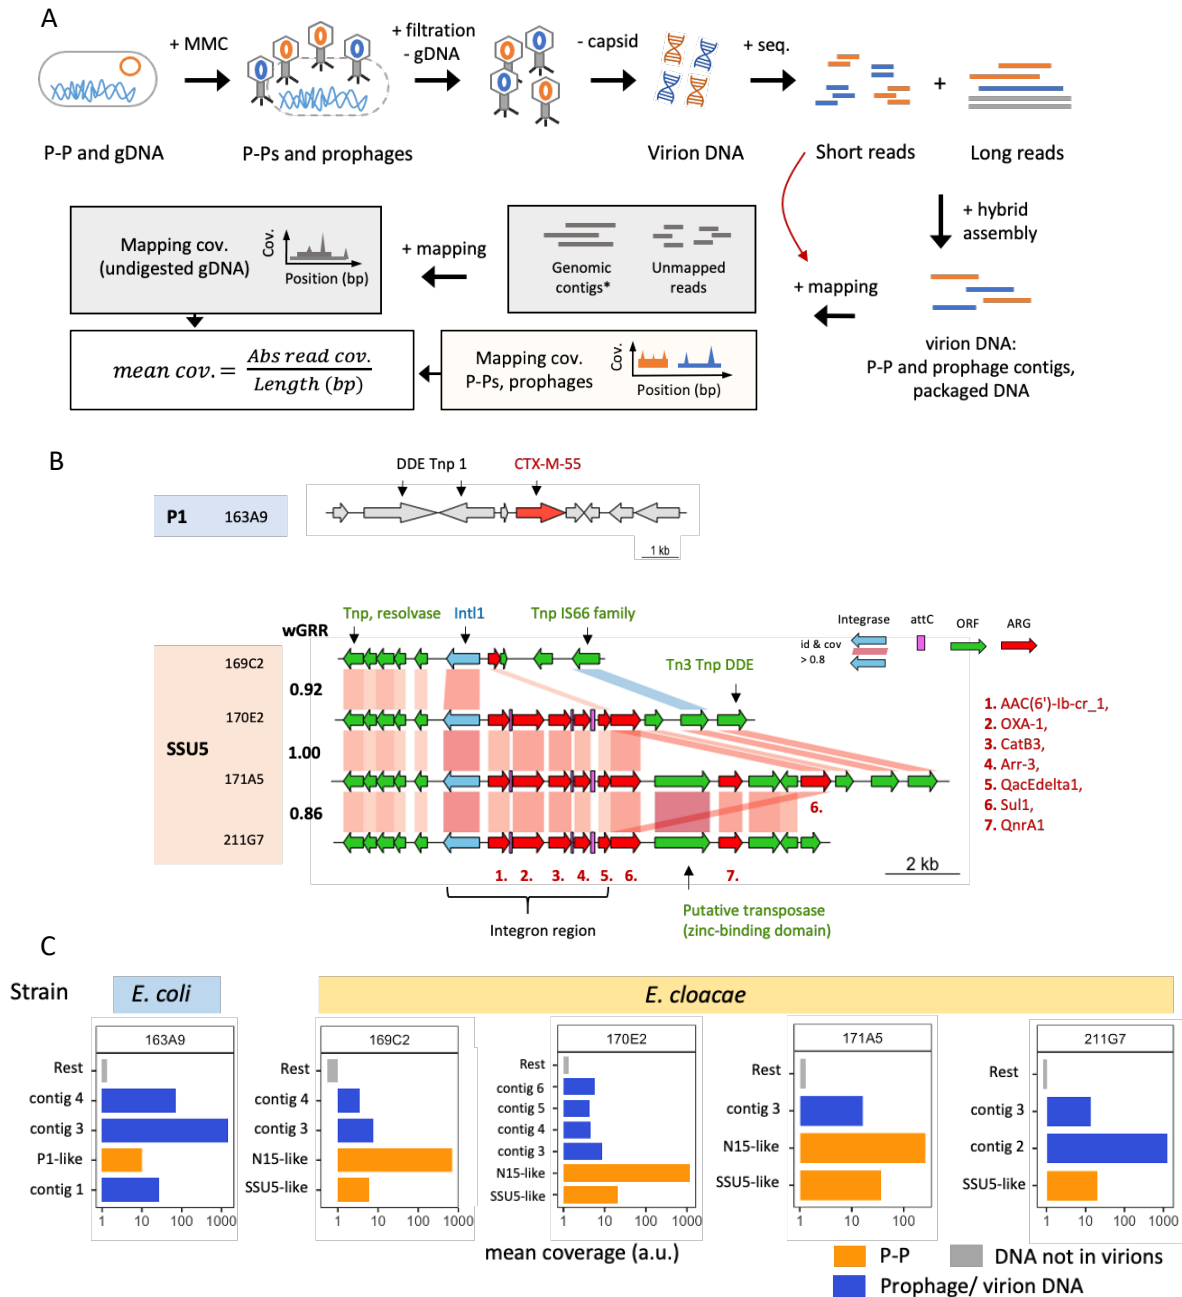 A
+ MMC
+ filtration
- gDNA
- capsid
+ seq.
+
P-P and gDNA
P-Ps and prophages
Virion DNA
Short reads
Long reads
+ hybrid
assembly
Mapping cov.
(undigested gDNA)
Cov.
Position (bp)
+ mapping
Genomic
contigs*
Unmapped
reads
+ mapping
mean cov. = Abs read cov.
Length (bp)
Mapping cov.
P-Ps, prophages
Cov.
Position (bp)
virion DNA:
P-P and prophage contigs,
packaged DNA
B
DDE Tnp 1
CTX-M-55
P1
163A9
1 kb
Tnp, resolvase
IntI1
Tnp IS66 family
Integrase
attC
ORF
ARG
id & cov
> 0.8
wGRR
169C2
Tn3 Tnp DDE
0.92
170E2
SSU5
1.00
171A5
6.
0.86
211G7
1. AAC(6')-Ib-cr_1,
2. OXA-1,
3. CatB3,
4. Arr-3,
5. QacEdelta1,
6. Sul1,
7. QnrA1
2 kb
1. 2. 3. 4. 5. 6. 7.
Integron region
Putative transposase
(zinc-binding domain)
C
Strain
E. coli
E. cloacae
163A9
Rest
contig 4
contig 3
P1-like
contig 1
1 10 100 1000
169C2
Rest
contig 4
contig 3
N15-like
SSU5-like
1 10 100 1000
170E2
Rest
contig 6
contig 5
contig 4
contig 3
N15-like
SSU5-like
1 10 100 1000
171A5
Rest
contig 3
N15-like
SSU5-like
1 10 100
211G7
Rest
contig 3
contig 2
SSU5-like
1 10 100 1000
mean coverage (a.u.)
P-P
DNA not in virions
Prophage/ virion DNA